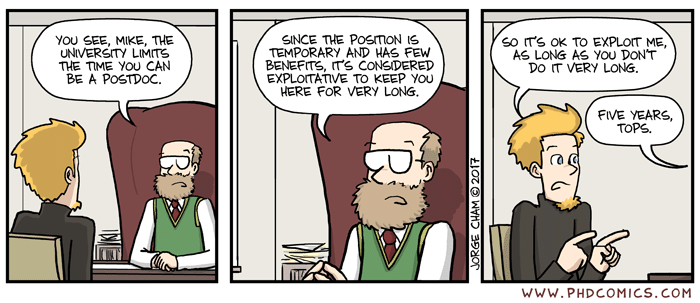 YOU SEE, MIKE, THE
UNIVERSITY LIMITS
THE TIME YOU CAN
BE A POSTDOC.
SINCE THE POSITION IS
TEMPORARY AND HAS FEW
BENEFITS, IT'S CONSIDERED
EXPLOITATIVE TO KEEP YOU
HERE FOR VERY LONG.
SO IT'S OK TO EXPLOIT ME,
AS LONG AS YOU DON'T
DO IT VERY LONG.
FIVE YEARS,
TOPS.
JORGE CHAM © 2017
WWW.PHDCOMICS.COM